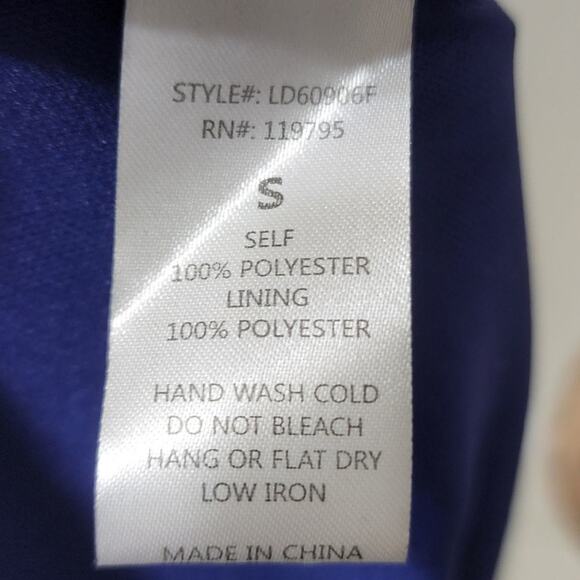 STYLE#: LD60906F
RN#: 119795
S
SELF
100% POLYESTER
LINING
100% POLYESTER
HAND WASH COLD
DO NOT BLEACH
HANG OR FLAT DRY
LOW IRON
MADE IN CHINA